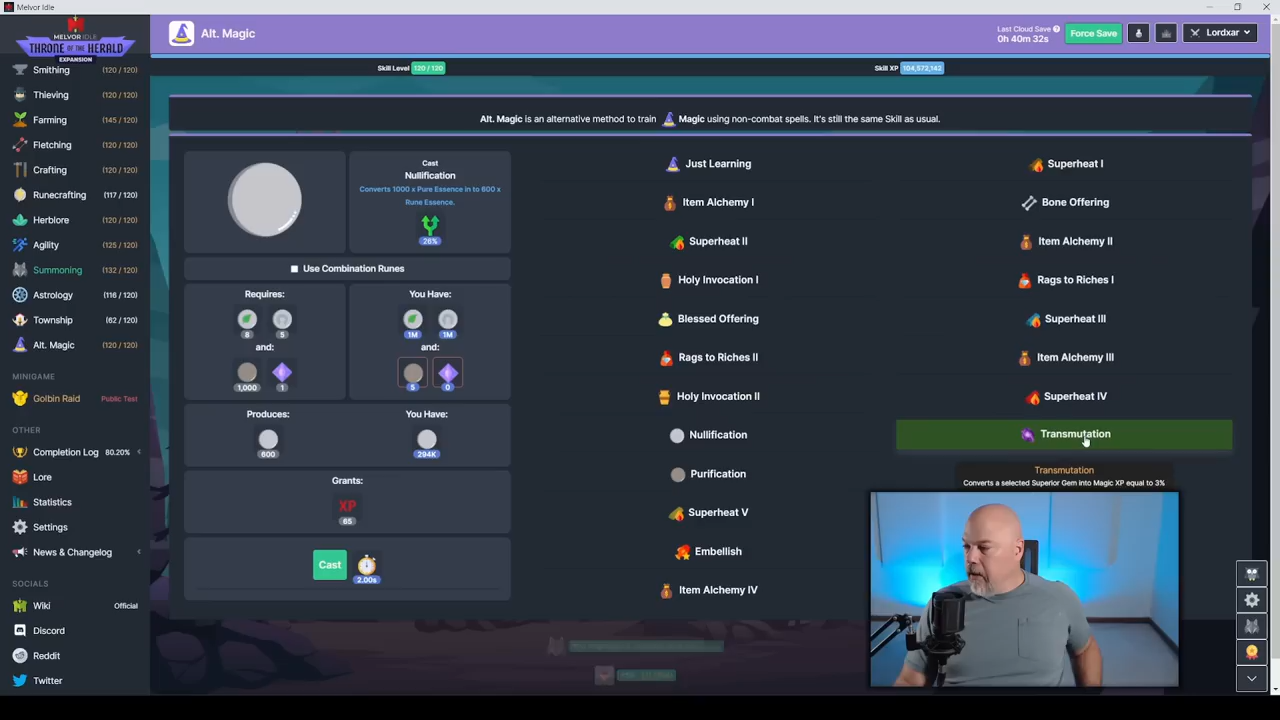 Melvor Idle
MELVOR IDLE
THRONE OF THE HERALD
EXPANSION
Alt. Magic
Last Cloud Save
0h 40m 32s
Force Save
Lordxar
Skill Level 120 / 120
Skill XP 104,572,142
Smithing (120 / 120)
Thieving (120 / 120)
Farming (145 / 120)
Fletching (120 / 120)
Crafting (120 / 120)
Runecrafting (117 / 120)
Herblore (120 / 120)
Agility (125 / 120)
Summoning (132 / 120)
Astrology (116 / 120)
Township (62 / 120)
Alt. Magic (120 / 120)
MINIGAME
Golbin Raid Public Test
OTHER
Completion Log 80.20%
Lore
Statistics
Settings
News & Changelog
SOCIALS
Wiki Official
Discord
Reddit
Twitter
Alt. Magic is an alternative method to train Magic using non-combat spells. It's still the same Skill as usual.
Cast
Nullification
Converts 1000 x Pure Essence in to 600 x
Rune Essence.
26%
Use Combination Runes
Requires:
8 5
and:
1,000 1
You Have:
1M 1M
and:
5 0
Produces:
600
You Have:
294K
Grants:
XP
65
Cast
2.00s
Just Learning
Superheat I
Item Alchemy I
Bone Offering
Superheat II
Item Alchemy II
Holy Invocation I
Rags to Riches I
Blessed Offering
Superheat III
Rags to Riches II
Item Alchemy III
Holy Invocation II
Superheat IV
Nullification
Transmutation
Purification
Transmutation
Converts a selected Superior Gem into Magic XP equal to 3%
Superheat V
Embellish
Item Alchemy IV